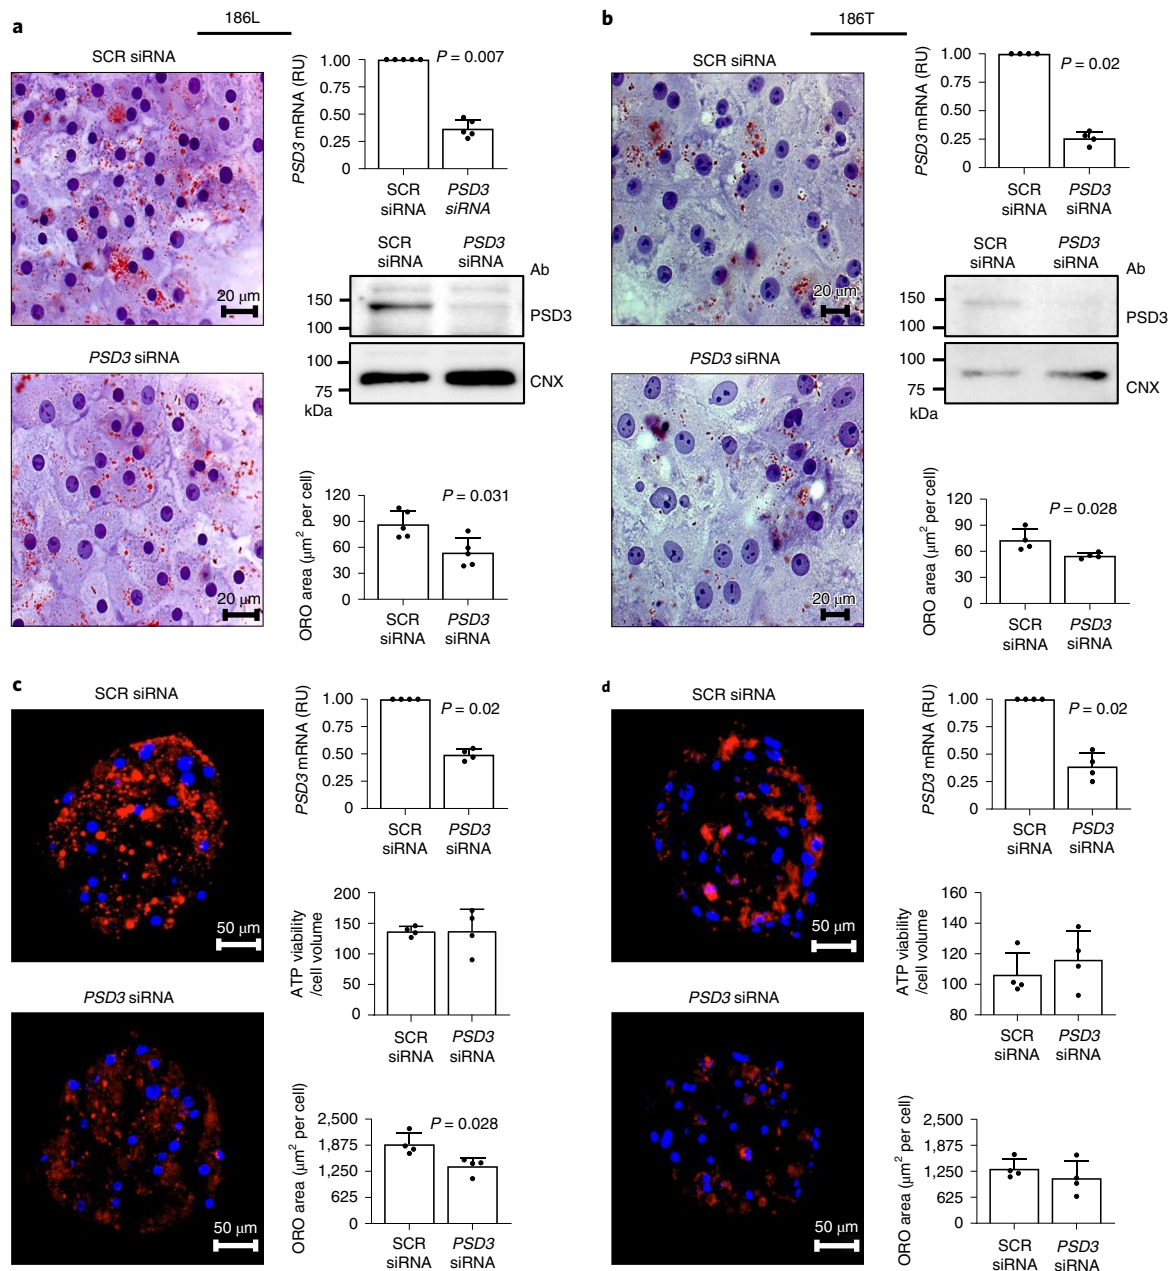 a
186L
SCR siRNA
20 μm
PSD3 siRNA
20 μm
PSD3 mRNA (RU)
1.00
0.75
0.50
0.25
0
P = 0.007
SCR
siRNA
PSD3
siRNA
SCR
siRNA
PSD3
siRNA
Ab
150
100
PSD3
100
75
kDa
CNX
ORO area (μm² per cell)
120
90
60
30
0
P = 0.031
SCR
siRNA
PSD3
siRNA
b
186T
SCR siRNA
20 μm
PSD3 siRNA
20 μm
PSD3 mRNA (RU)
1.00
0.75
0.50
0.25
0
P = 0.02
SCR
siRNA
PSD3
siRNA
SCR
siRNA
PSD3
siRNA
Ab
150
100
PSD3
100
75
kDa
CNX
ORO area (μm² per cell)
120
90
60
30
0
P = 0.028
SCR
siRNA
PSD3
siRNA
c
SCR siRNA
50 μm
PSD3 siRNA
50 μm
PSD3 mRNA (RU)
1.00
0.75
0.50
0.25
0
P = 0.02
SCR
siRNA
PSD3
siRNA
ATP viability
/cell volume
200
150
100
50
0
SCR
siRNA
PSD3
siRNA
ORO area (μm² per cell)
2,500
1,875
1,250
625
0
P = 0.028
SCR
siRNA
PSD3
siRNA
d
SCR siRNA
50 μm
PSD3 siRNA
50 μm
PSD3 mRNA (RU)
1.00
0.75
0.50
0.25
0
P = 0.02
SCR
siRNA
PSD3
siRNA
ATP viability
/cell volume
160
140
120
100
80
SCR
siRNA
PSD3
siRNA
ORO area (μm² per cell)
2,500
1,875
1,250
625
0
SCR
siRNA
PSD3
siRNA